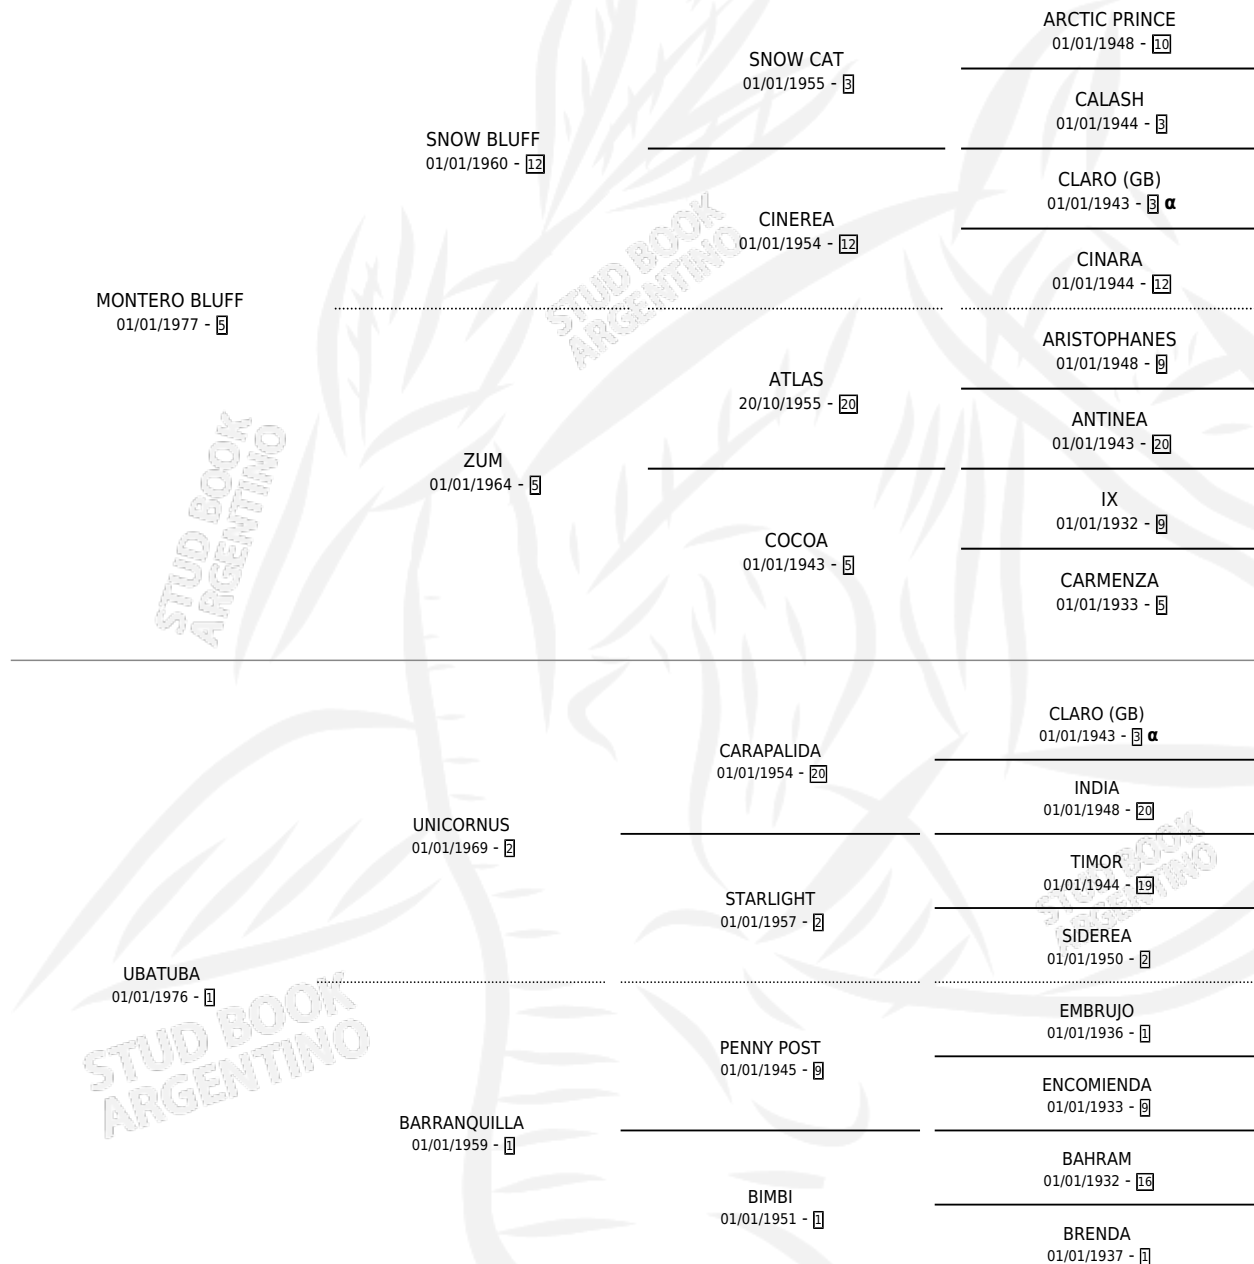 ARCTIC PRINCE
01/01/1948 - 10
SNOW CAT
01/01/1955 - 3
CALASH
01/01/1944 - 3
SNOW BLUFF
01/01/1960 - 12
CLARO (GB)
01/01/1943 - 3 α
CINEREA
01/01/1954 - 12
CINARA
01/01/1944 - 12
MONTERO BLUFF
01/01/1977 - 5
STUD BOOK
ARGENTINO
ARISTOPHANES
01/01/1948 - 9
ATLAS
20/10/1955 - 20
ANTINEA
01/01/1943 - 20
ZUM
01/01/1964 - 5
IX
01/01/1932 - 9
COCOA
01/01/1943 - 5
CARMENZA
01/01/1933 - 5
STUD BOOK
ARGENTINO
CLARO (GB)
01/01/1943 - 3 α
CARAPALIDA
01/01/1954 - 20
INDIA
01/01/1948 - 20
UNICORNUS
01/01/1969 - 2
TIMOR
01/01/1944 - 19
STUD BOOK
ARGENTINO
STARLIGHT
01/01/1957 - 2
SIDEREA
01/01/1950 - 2
UBATUBA
01/01/1976 - 1
STUD BOOK
ARGENTINO
EMBRUJO
01/01/1936 - 1
PENNY POST
01/01/1945 - 9
ENCOMIENDA
01/01/1933 - 9
BARRANQUILLA
01/01/1959 - 1
BAHRAM
01/01/1932 - 16
BIMBI
01/01/1951 - 1
BRENDA
01/01/1937 - 1